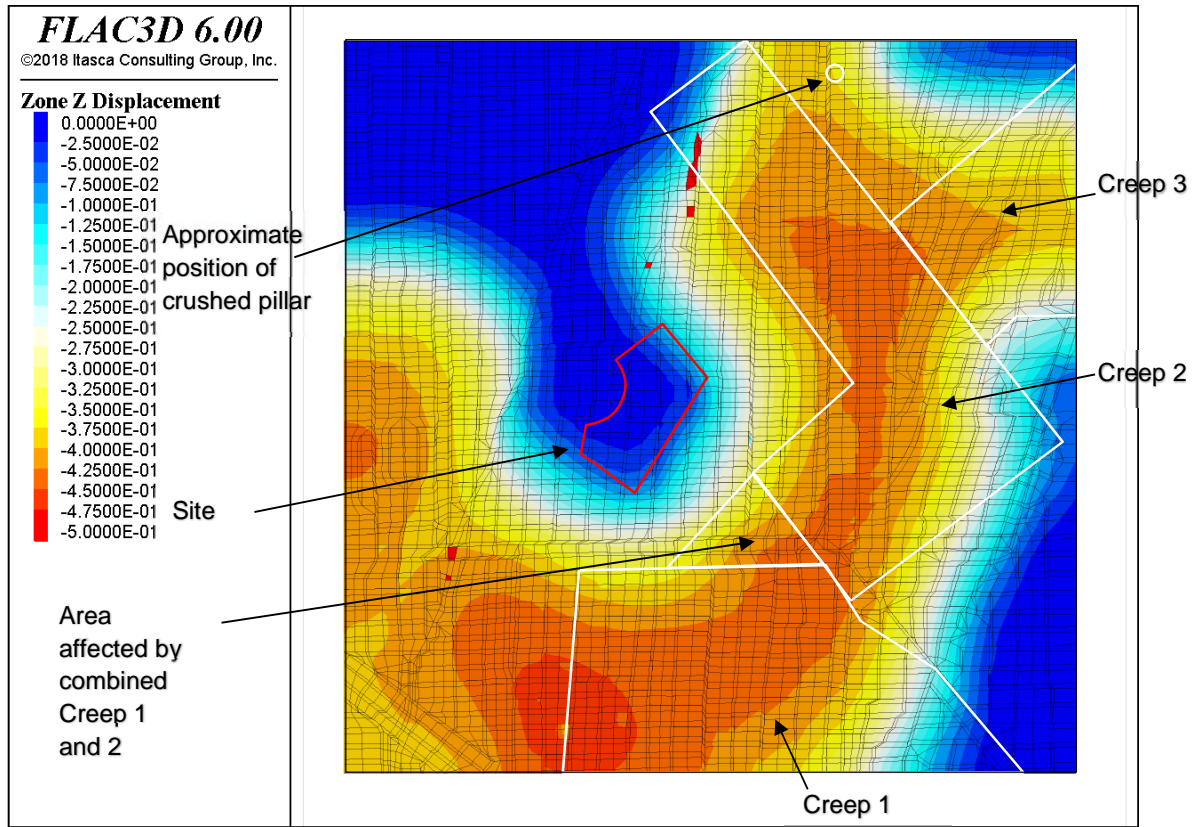 FLAC3D 6.00
©2018 Itasca Consulting Group, Inc.
Zone Z Displacement
0.0000E+00
-2.5000E-02
-5.0000E-02
-7.5000E-02
-1.0000E-01
-1.2500E-01
-1.5000E-01
-1.7500E-01
-2.0000E-01
-2.2500E-01
-2.5000E-01
-2.7500E-01
-3.0000E-01
-3.2500E-01
-3.5000E-01
-3.7500E-01
-4.0000E-01
-4.2500E-01
-4.5000E-01
-4.7500E-01
-5.0000E-01
Approximate
position of
crushed pillar
Site
Area
affected by
combined
Creep 1
and 2
Creep 3
Creep 2
Creep 1